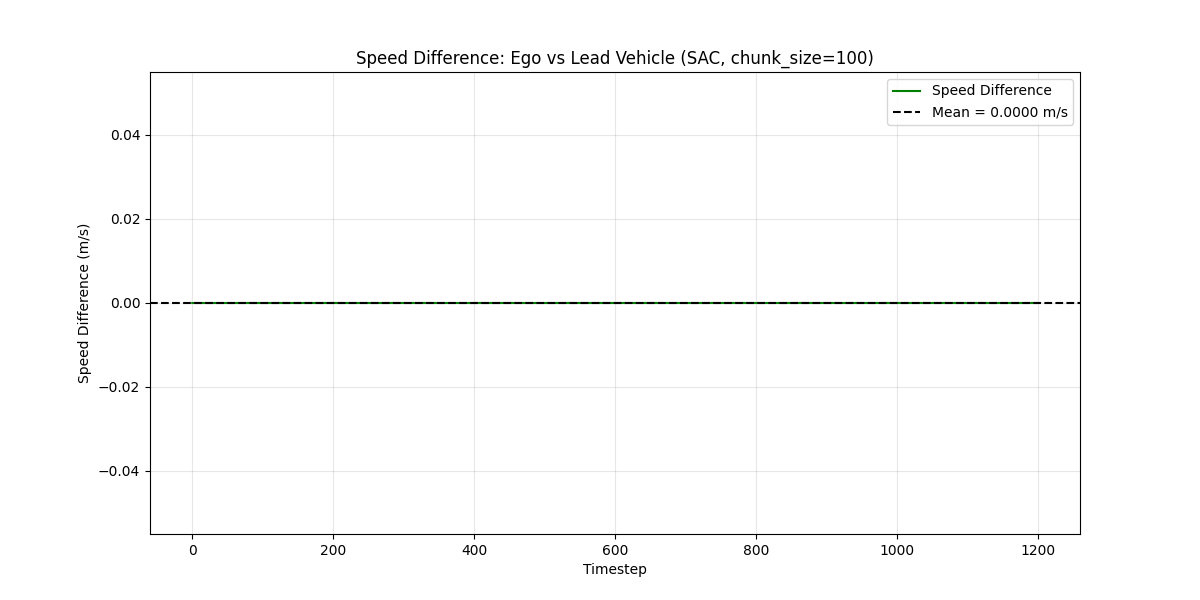 Speed Difference: Ego vs Lead Vehicle (SAC, chunk_size=100)
Speed Difference
Mean = 0.0000 m/s
Speed Difference (m/s)
0.04
0.02
0.00
−0.02
−0.04
0 200 400 600 800 1000 1200
Timestep